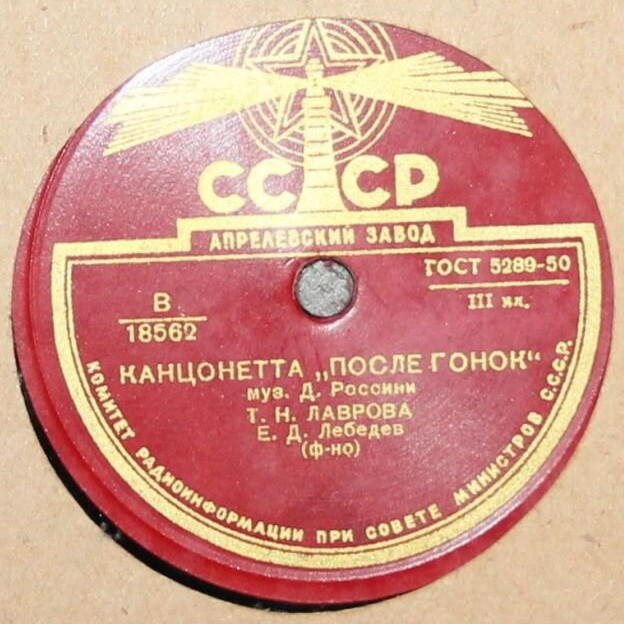 СССР
АПРЕЛЕВСКИЙ ЗАВОД
ГОСТ 5289-50
III кл.
В
18562
КАНЦОНЕТТА „ПОСЛЕ ГОНОК“
муз. Д. Россини
Т. Н. ЛАВРОВА
Е. Д. Лебедев
(ф-но)
КОМИТЕТ РАДИОИНФОРМАЦИИ ПРИ СОВЕТЕ МИНИСТРОВ С.С.С.Р.